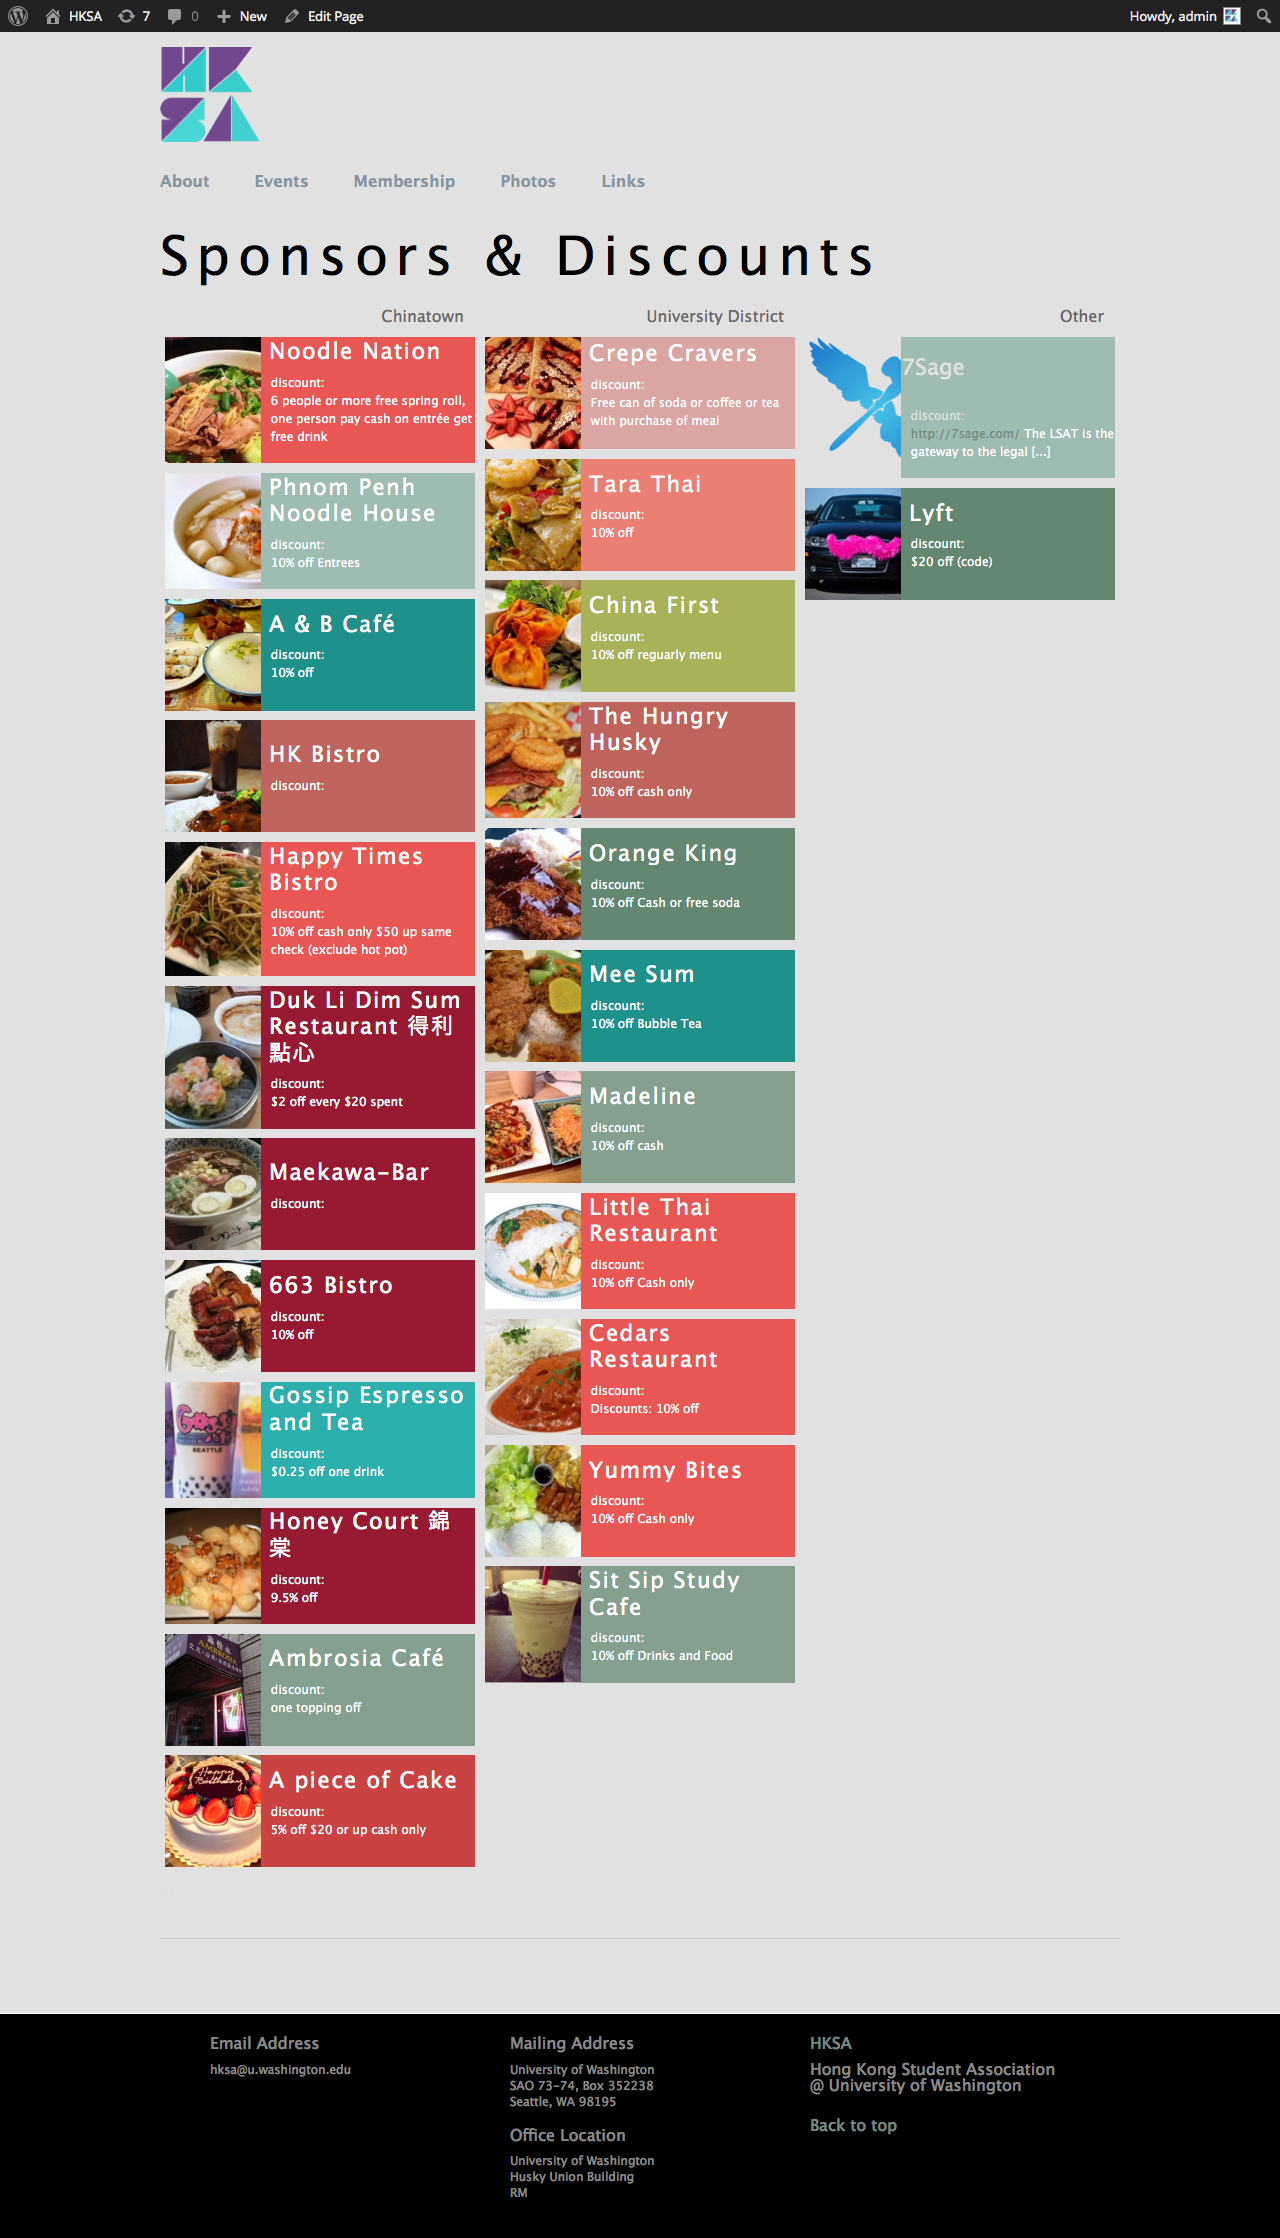 HKSA
7
0
New
Edit Page
Howdy, admin
HK
SA
About
Events
Membership
Photos
Links
Sponsors & Discounts
Chinatown
Noodle Nation
discount:
6 people or more free spring roll,
one person pay cash on entrée get
free drink
Phnom Penh
Noodle House
discount:
10% off Entrees
A & B Café
discount:
10% off
HK Bistro
discount:
Happy Times
Bistro
discount:
10% off cash only $50 up same
check (exclude hot pot)
Duk Li Dim Sum
Restaurant 得利
點心
discount:
$2 off every $20 spent
Maekawa-Bar
discount:
663 Bistro
discount:
10% off
SEATTLE
Gossip Espresso
and Tea
discount:
$0.25 off one drink
Honey Court 錦
棠
discount:
9.5% off
AMBROSIA
Ambrosia Café
discount:
one topping off
Happy
Birthday
A piece of Cake
discount:
5% off $20 or up cash only
University District
Crepe Cravers
discount:
Free can of soda or coffee or tea
with purchase of meal
Tara Thai
discount:
10% off
China First
discount:
10% off reguarly menu
The Hungry
Husky
discount:
10% off cash only
Orange King
discount:
10% off Cash or free soda
Mee Sum
discount:
10% off Bubble Tea
Madeline
discount:
10% off cash
Little Thai
Restaurant
discount:
10% off Cash only
Cedars
Restaurant
discount:
Discounts: 10% off
Yummy Bites
discount:
10% off Cash only
Sit Sip Study
Cafe
discount:
10% off Drinks and Food
Other
7Sage
discount:
http://7sage.com/ The LSAT is the
gateway to the legal [...]
Lyft
discount:
$20 off (code)
Email Address
hksa@u.washington.edu
Mailing Address
University of Washington
SAO 73-74, Box 352238
Seattle, WA 98195
Office Location
University of Washington
Husky Union Building
RM
HKSA
Hong Kong Student Association
@ University of Washington
Back to top